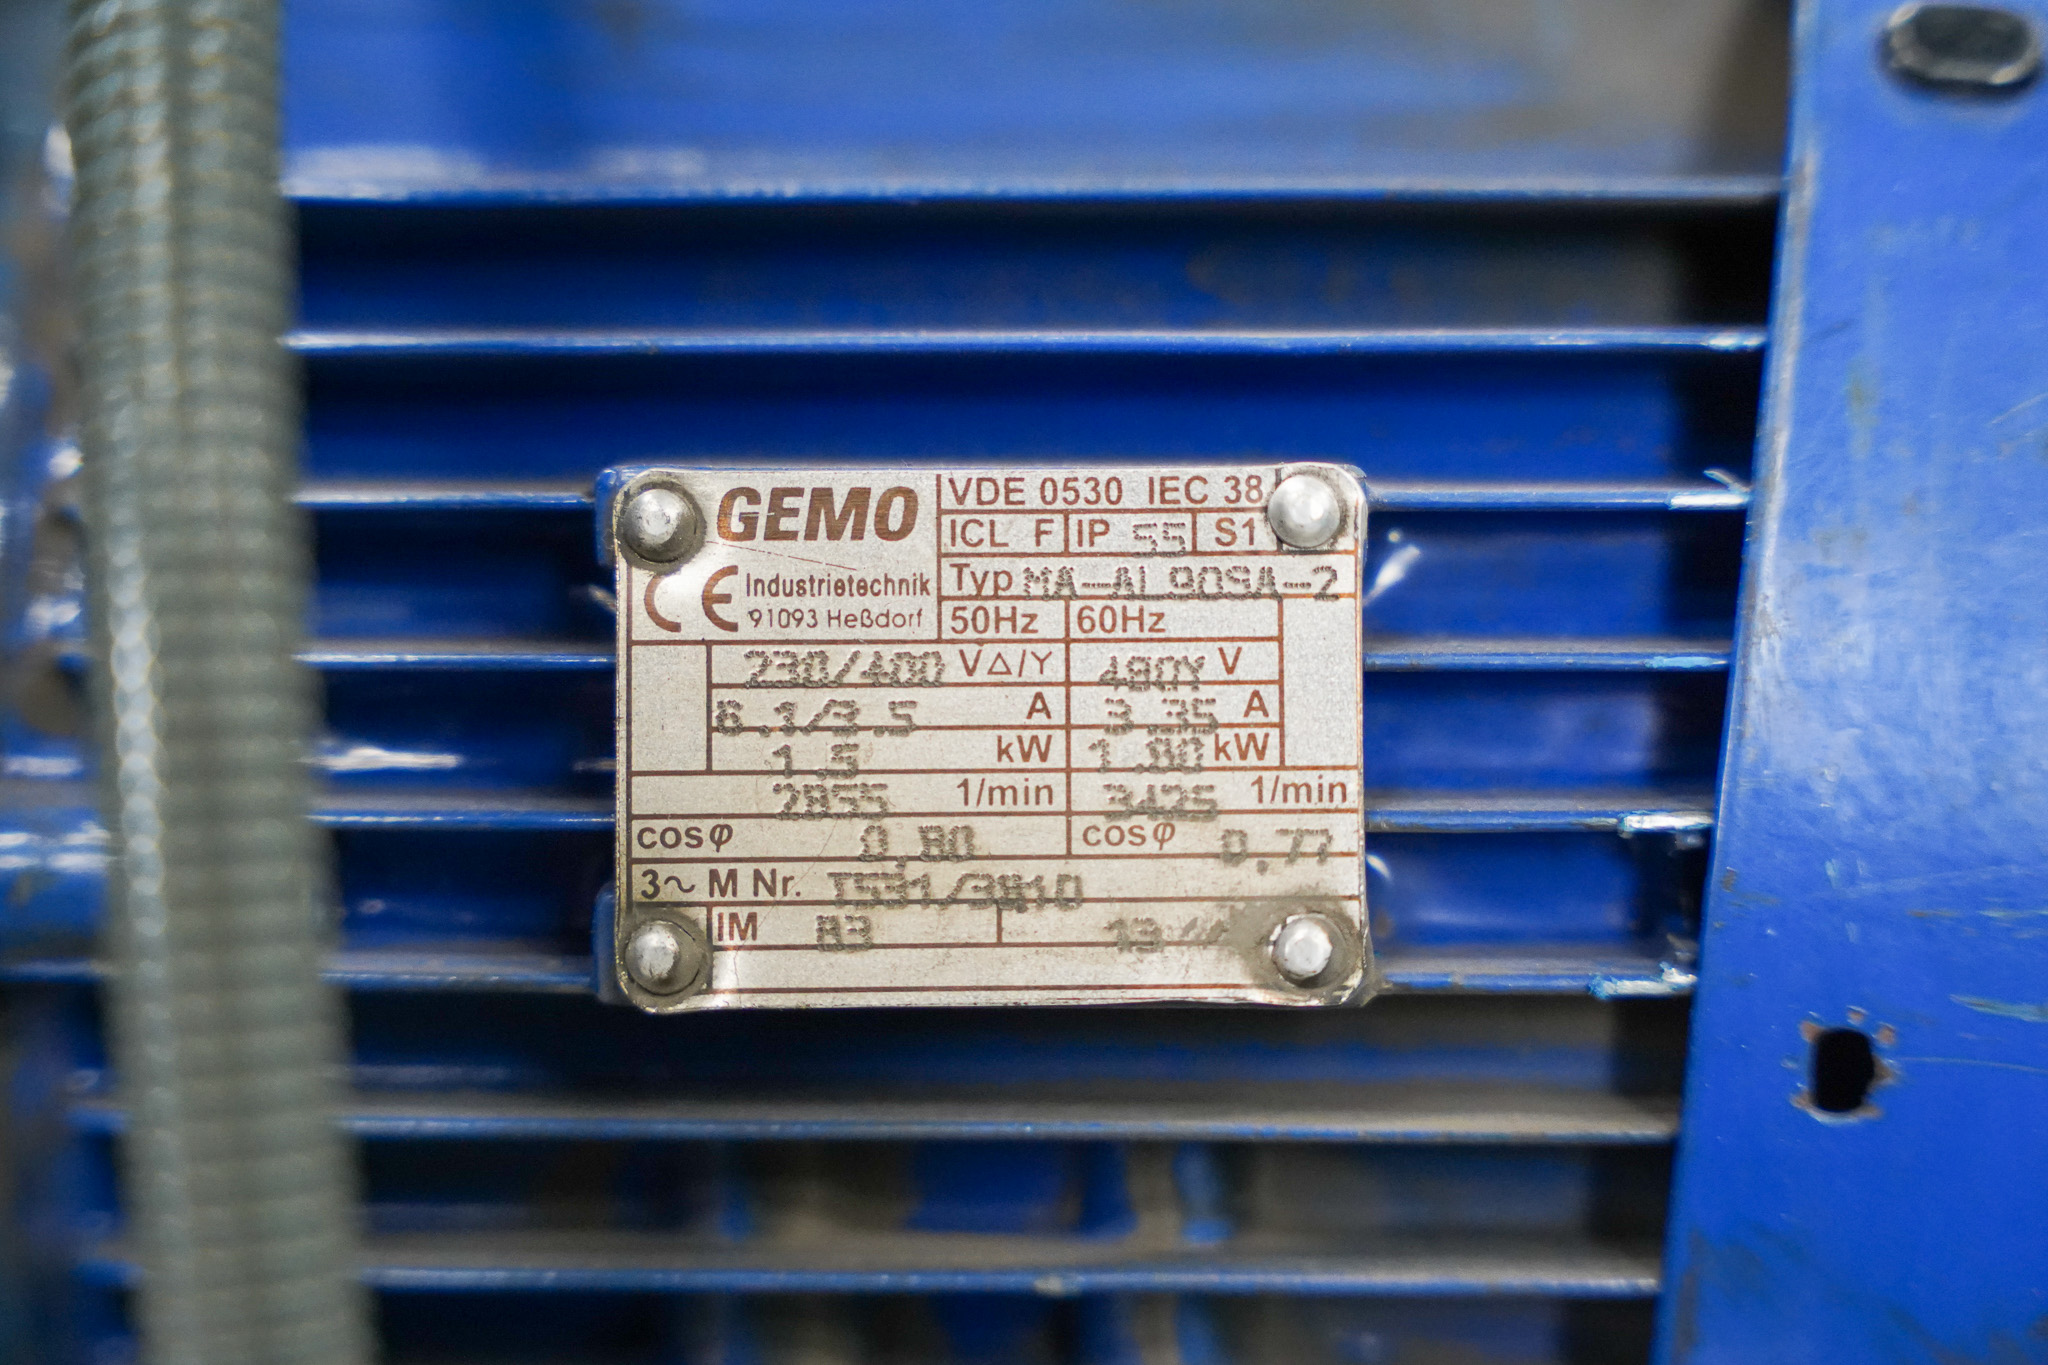 GEMO
CE Industrietechnik
91093 Heßdorf
VDE 0530 IEC 38
ICL F IP 55 S1
Typ MA-AL90SA-2
50Hz 60Hz
230/400 V△/Y 480Y V
6.1/3.5 A 3.35 A
1.5 kW 1.80 kW
2855 1/min 3425 1/min
cosφ 0,80 cosφ 0,77
3~ M Nr.
IM B3